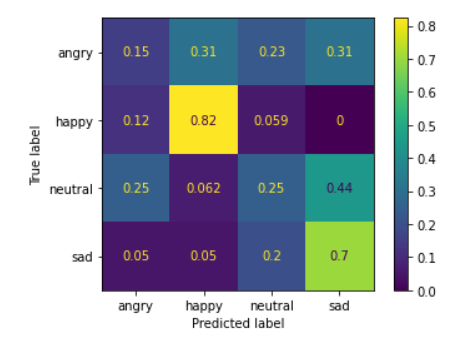 angry 0.15 0.31 0.23 0.31
happy 0.12 0.82 0.059 0
neutral 0.25 0.062 0.25 0.44
sad 0.05 0.05 0.2 0.7
angry happy neutral sad
Predicted label
True label
0.8
0.7
0.6
0.5
0.4
0.3
0.2
0.1
0.0